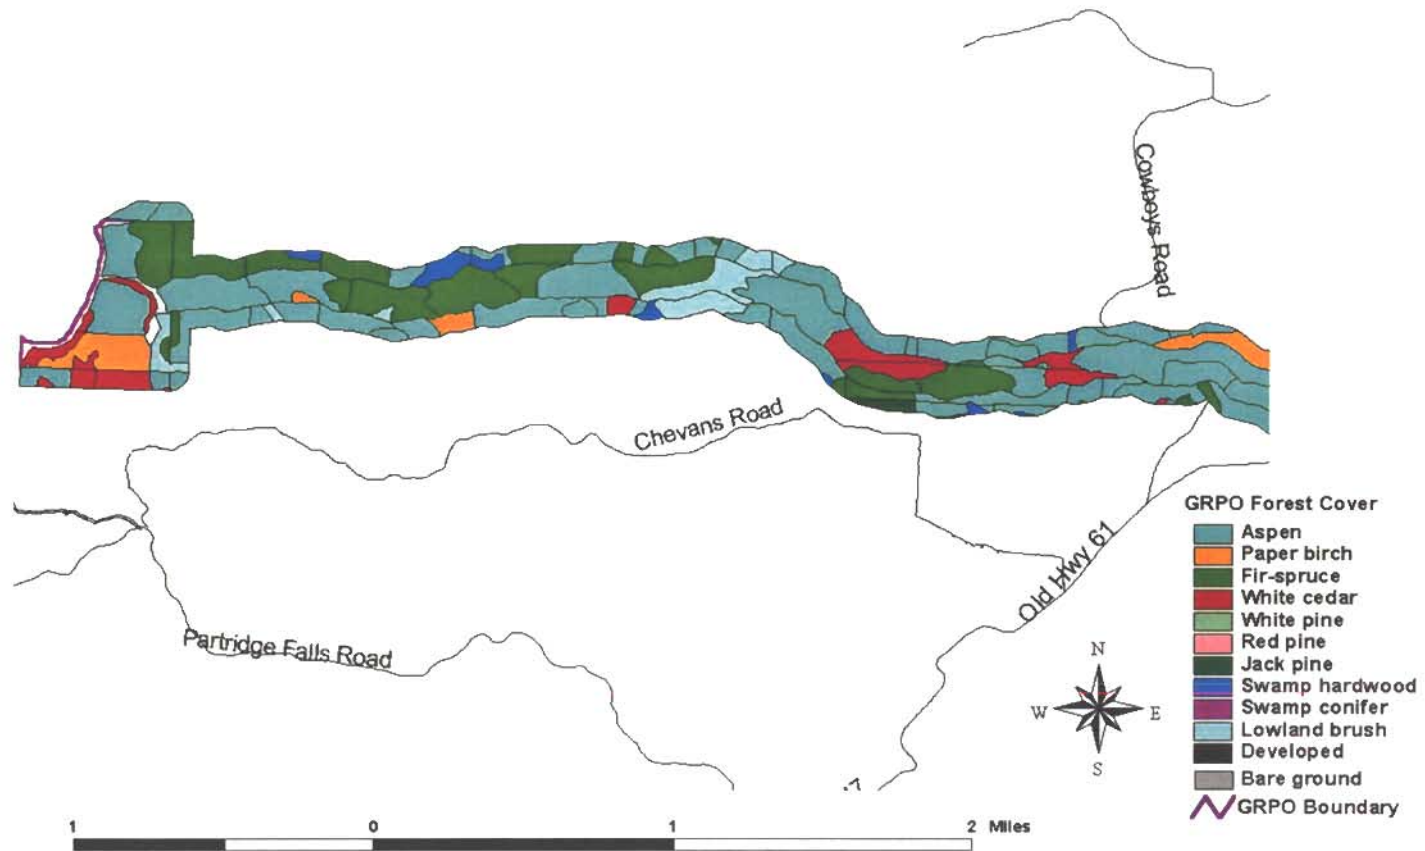 Cowboys Road
Chevans Road
Old Hwy 61
Partridge Falls Road
GRPO Forest Cover
Aspen
Paper birch
Fir-spruce
White cedar
White pine
Red pine
Jack pine
Swamp hardwood
Swamp conifer
Lowland brush
Developed
Bare ground
GRPO Boundary
N
W E
S
1 0 1 2 Miles